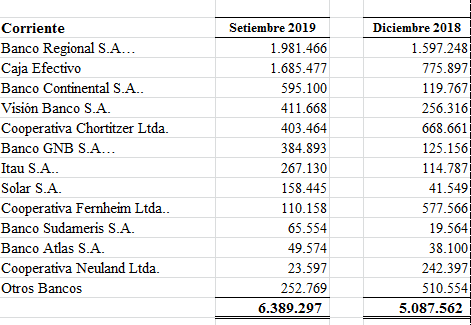 Corriente Setiembre 2019 Diciembre 2018
Banco Regional S.A… 1.981.466 1.597.248
Caja Efectivo 1.685.477 775.897
Banco Continental S.A.. 595.100 119.767
Visión Banco S.A. 411.668 256.316
Cooperativa Chortitzer Ltda. 403.464 668.661
Banco GNB S.A… 384.893 125.156
Itau S.A.. 267.130 114.787
Solar S.A. 158.445 41.549
Cooperativa Fernheim Ltda.. 110.158 577.566
Banco Sudameris S.A. 65.554 19.564
Banco Atlas S.A. 49.574 38.100
Cooperativa Neuland Ltda. 23.597 242.397
Otros Bancos 252.769 510.554
6.389.297 5.087.562